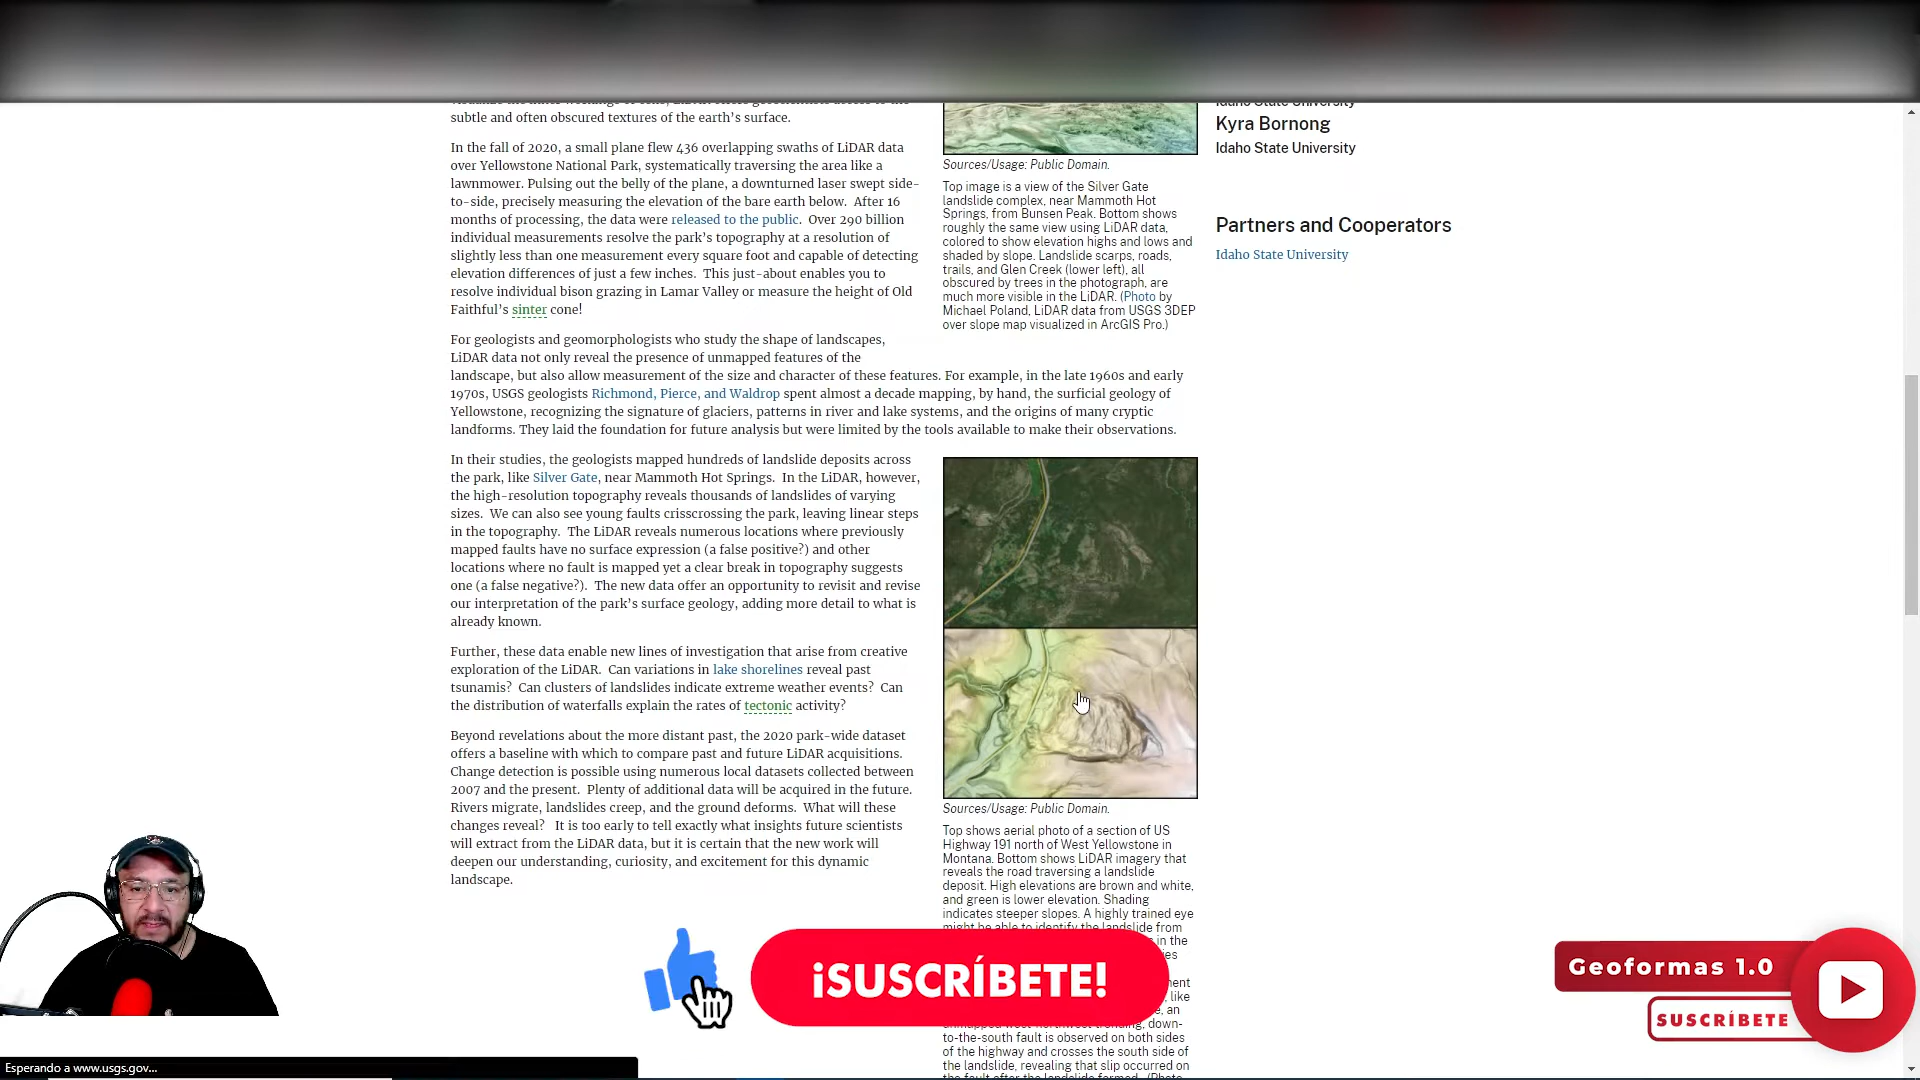 subtle and often obscured textures of the earth's surface.
In the fall of 2020, a small plane flew 436 overlapping swaths of LiDAR data
over Yellowstone National Park, systematically traversing the area like a
lawnmower. Pulsing out the belly of the plane, a downturned laser swept side-
to-side, precisely measuring the elevation of the bare earth below.  After 16
months of processing, the data were released to the public.  Over 290 billion
individual measurements resolve the park's topography at a resolution of
slightly less than one measurement every square foot and capable of detecting
elevation differences of just a few inches.  This just-about enables you to
resolve individual bison grazing in Lamar Valley or measure the height of Old
Faithful's sinter cone!
For geologists and geomorphologists who study the shape of landscapes,
LiDAR data not only reveal the presence of unmapped features of the
landscape, but also allow measurement of the size and character of these features. For example, in the late 1960s and early
1970s, USGS geologists Richmond, Pierce, and Waldrop spent almost a decade mapping, by hand, the surficial geology of
Yellowstone, recognizing the signature of glaciers, patterns in river and lake systems, and the origins of many cryptic
landforms. They laid the foundation for future analysis but were limited by the tools available to make their observations.
In their studies, the geologists mapped hundreds of landslide deposits across
the park, like Silver Gate, near Mammoth Hot Springs.  In the LiDAR, however,
the high-resolution topography reveals thousands of landslides of varying
sizes.  We can also see young faults crisscrossing the park, leaving linear steps
in the topography.  The LiDAR reveals numerous locations where previously
mapped faults have no surface expression (a false positive?) and other
locations where no fault is mapped yet a clear break in topography suggests
one (a false negative?).  The new data offer an opportunity to revisit and revise
our interpretation of the park's surface geology, adding more detail to what is
already known.
Further, these data enable new lines of investigation that arise from creative
exploration of the LiDAR.  Can variations in lake shorelines reveal past
tsunamis?  Can clusters of landslides indicate extreme weather events?  Can
the distribution of waterfalls explain the rates of tectonic activity?
Beyond revelations about the more distant past, the 2020 park-wide dataset
offers a baseline with which to compare past and future LiDAR acquisitions.
Change detection is possible using numerous local datasets collected between
2007 and the present.  Plenty of additional data will be acquired in the future.
Rivers migrate, landslides creep, and the ground deforms.  What will these
changes reveal?   It is too early to tell exactly what insights future scientists
will extract from the LiDAR data, but it is certain that the new work will
deepen our understanding, curiosity, and excitement for this dynamic
landscape.
Sources/Usage: Public Domain.
Top image is a view of the Silver Gate
landslide complex, near Mammoth Hot
Springs, from Bunsen Peak. Bottom shows
roughly the same view using LiDAR data,
colored to show elevation highs and lows and
shaded by slope. Landslide scarps, roads,
trails, and Glen Creek (lower left), all
obscured by trees in the photograph, are
much more visible in the LiDAR. (Photo by
Michael Poland, LiDAR data from USGS 3DEP
over slope map visualized in ArcGIS Pro.)
Sources/Usage: Public Domain.
Top shows aerial photo of a section of US
Highway 191 north of West Yellowstone in
Montana. Bottom shows LiDAR imagery that
reveals the road traversing a landslide
deposit. High elevations are brown and white,
and green is lower elevation. Shading
indicates steeper slopes. A highly trained eye
might be able to identify the landslide from
in the
like
an
down-
to-the-south fault is observed on both sides
of the highway and crosses the south side of
the landslide, revealing that slip occurred on
Idaho State University
Kyra Bornong
Idaho State University
Partners and Cooperators
Idaho State University
¡SUSCRÍBETE!
Geoformas 1.0
SUSCRÍBETE
Esperando a www.usgs.gov...